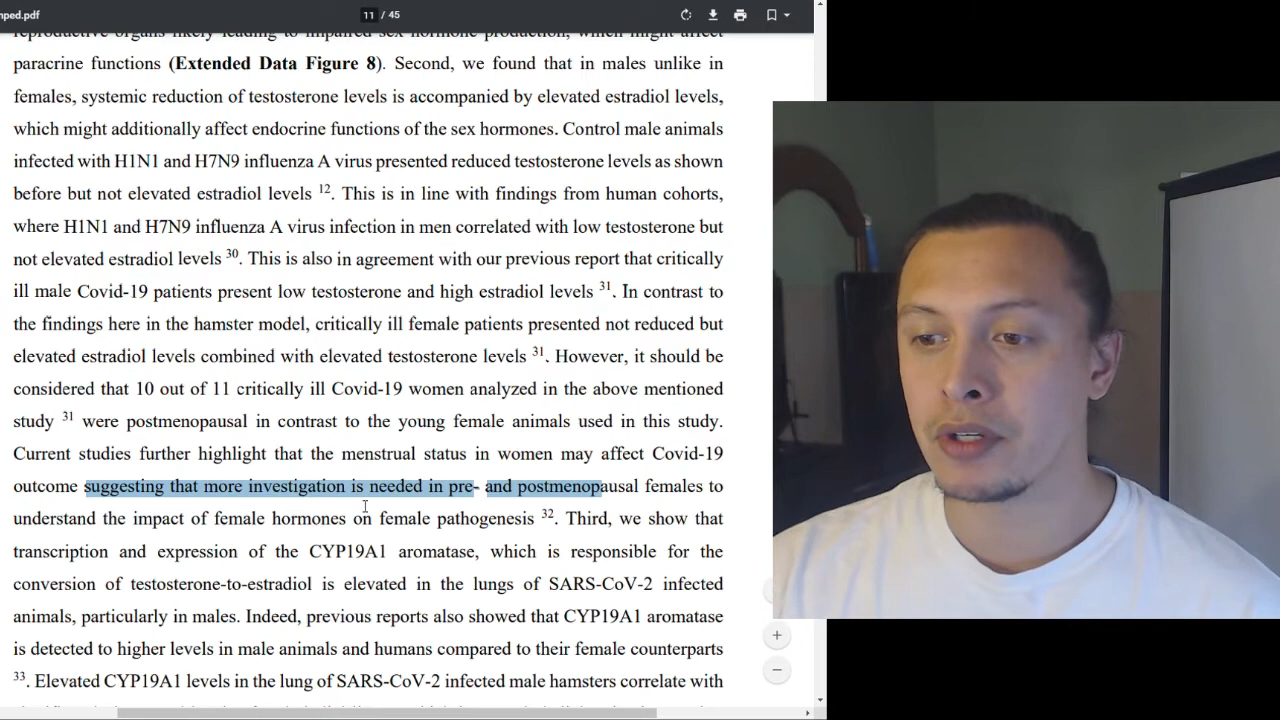 mped.pdf
11 / 45
reproductive organs likely leading to impaired sex hormone production, which might affect
paracrine functions (Extended Data Figure 8). Second, we found that in males unlike in
females, systemic reduction of testosterone levels is accompanied by elevated estradiol levels,
which might additionally affect endocrine functions of the sex hormones. Control male animals
infected with H1N1 and H7N9 influenza A virus presented reduced testosterone levels as shown
before but not elevated estradiol levels 12. This is in line with findings from human cohorts,
where H1N1 and H7N9 influenza A virus infection in men correlated with low testosterone but
not elevated estradiol levels 30. This is also in agreement with our previous report that critically
ill male Covid-19 patients present low testosterone and high estradiol levels 31. In contrast to
the findings here in the hamster model, critically ill female patients presented not reduced but
elevated estradiol levels combined with elevated testosterone levels 31. However, it should be
considered that 10 out of 11 critically ill Covid-19 women analyzed in the above mentioned
study 31 were postmenopausal in contrast to the young female animals used in this study.
Current studies further highlight that the menstrual status in women may affect Covid-19
outcome suggesting that more investigation is needed in pre- and postmenopausal females to
understand the impact of female hormones on female pathogenesis 32. Third, we show that
transcription and expression of the CYP19A1 aromatase, which is responsible for the
conversion of testosterone-to-estradiol is elevated in the lungs of SARS-CoV-2 infected
animals, particularly in males. Indeed, previous reports also showed that CYP19A1 aromatase
is detected to higher levels in male animals and humans compared to their female counterparts
33. Elevated CYP19A1 levels in the lung of SARS-CoV-2 infected male hamsters correlate with